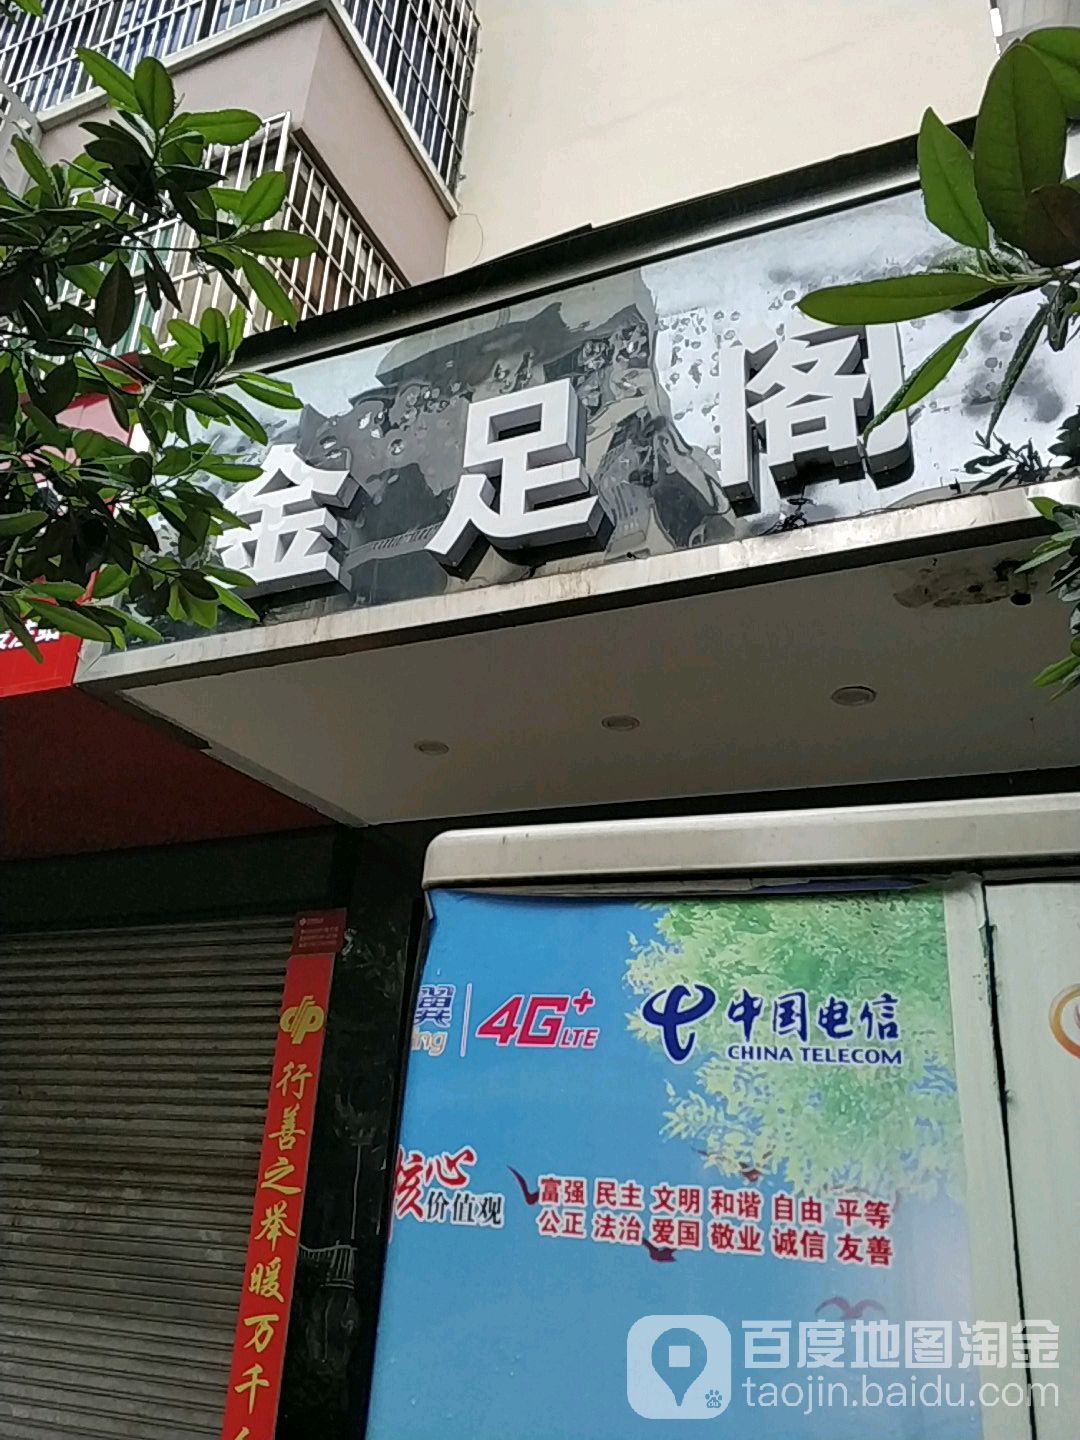 金足阁
翼 4G+ LTE
中国电信
CHINA TELECOM
核心
价值观
富强 民主 文明 和谐 自由 平等
公正 法治 爱国 敬业 诚信 友善
行善之举暖万千
百度地图淘金
taojin.baidu.com